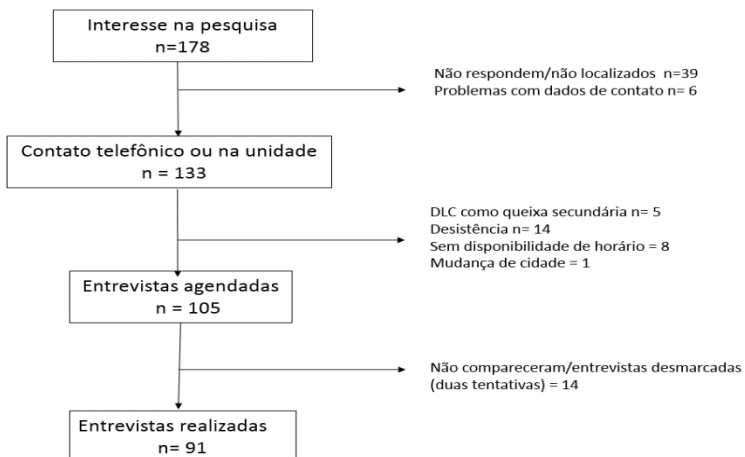 Interesse na pesquisa
n=178
Não respondem/não localizados n=39
Problemas com dados de contato n= 6
Contato telefônico ou na unidade
n = 133
DLC como queixa secundária n= 5
Desistência n= 14
Sem disponibilidade de horário = 8
Mudança de cidade = 1
Entrevistas agendadas
n = 105
Não compareceram/entrevistas desmarcadas
(duas tentativas) = 14
Entrevistas realizadas
n= 91